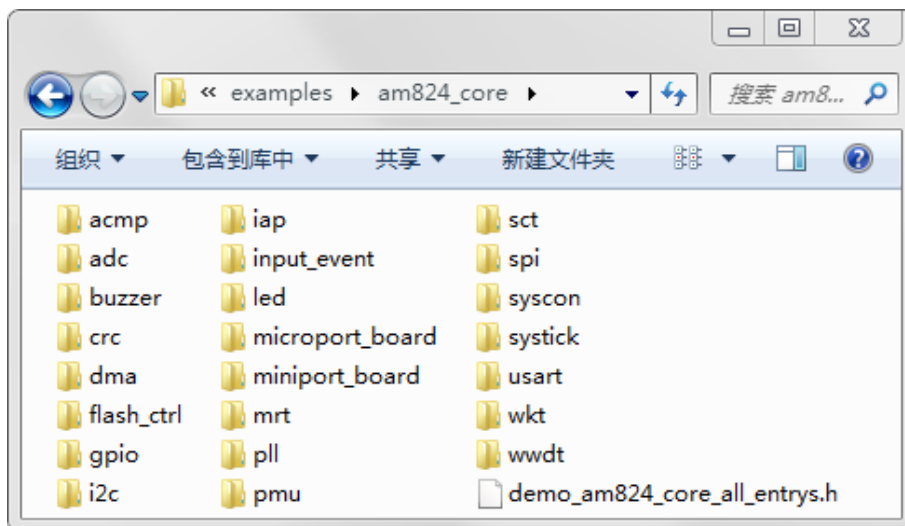 « examples ▸ am824_core ▸ 搜索 am8...
组织 ▼ 包含到库中 ▼ 共享 ▼ 新建文件夹
acmp iap sct
adc input_event spi
buzzer led syscon
crc microport_board systick
dma miniport_board usart
flash_ctrl mrt wkt
gpio pll wwdt
i2c pmu demo_am824_core_all_entrys.h